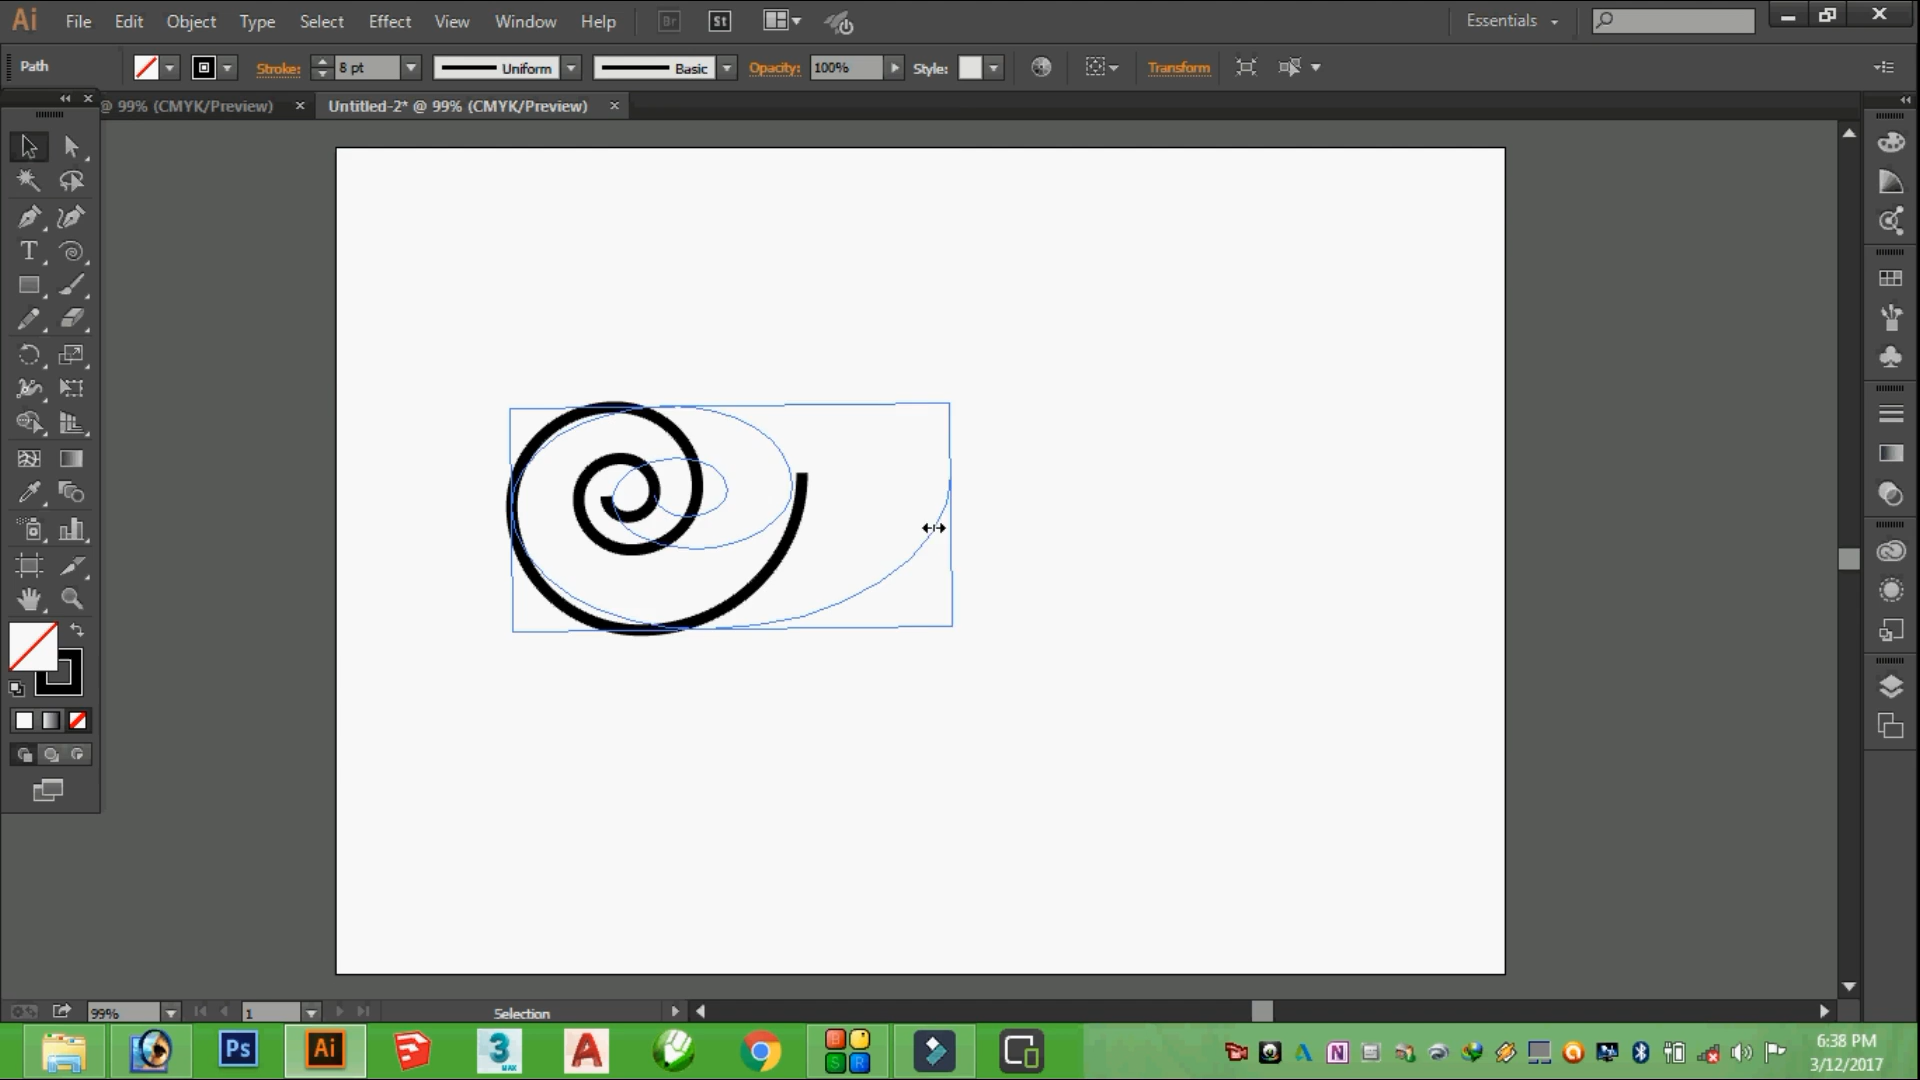 Ai File Edit Object Type Select Effect View Window Help Br St Essentials
Path Stroke: 8 pt Uniform Basic Opacity: 100% Style: Transform
@ 99% (CMYK/Preview) × Untitled-2* @ 99% (CMYK/Preview) ×
T
99% 1 Selection
Ps Ai 3 MAX A B S R N
6:38 PM
3/12/2017